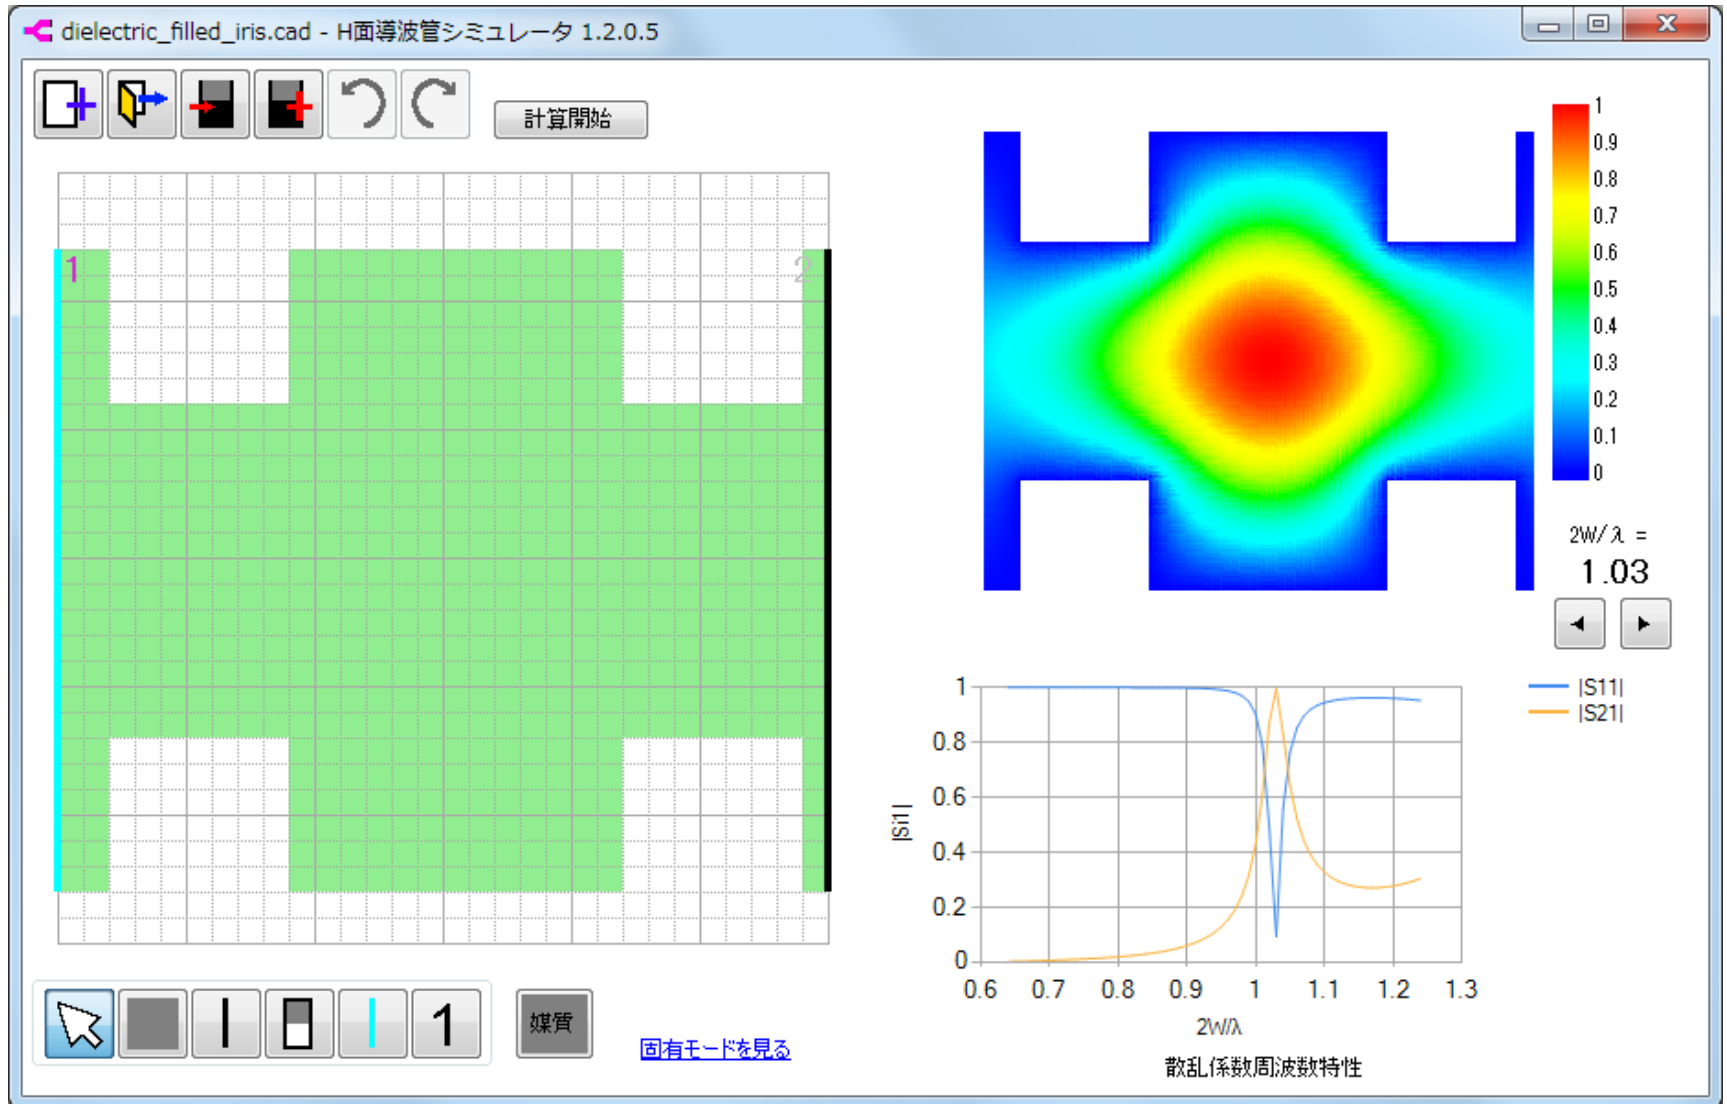 dielectric_filled_iris.cad - H面導波管シミュレータ 1.2.0.5
計算開始
1
2
1
0.9
0.8
0.7
0.6
0.5
0.4
0.3
0.2
0.1
0
2W/λ =
1.03
|S11|
|S21|
|Si1|
1
0.8
0.6
0.4
0.2
0
0.6 0.7 0.8 0.9 1 1.1 1.2 1.3
2W/λ
散乱係数周波数特性
1
媒質
固有モードを見る